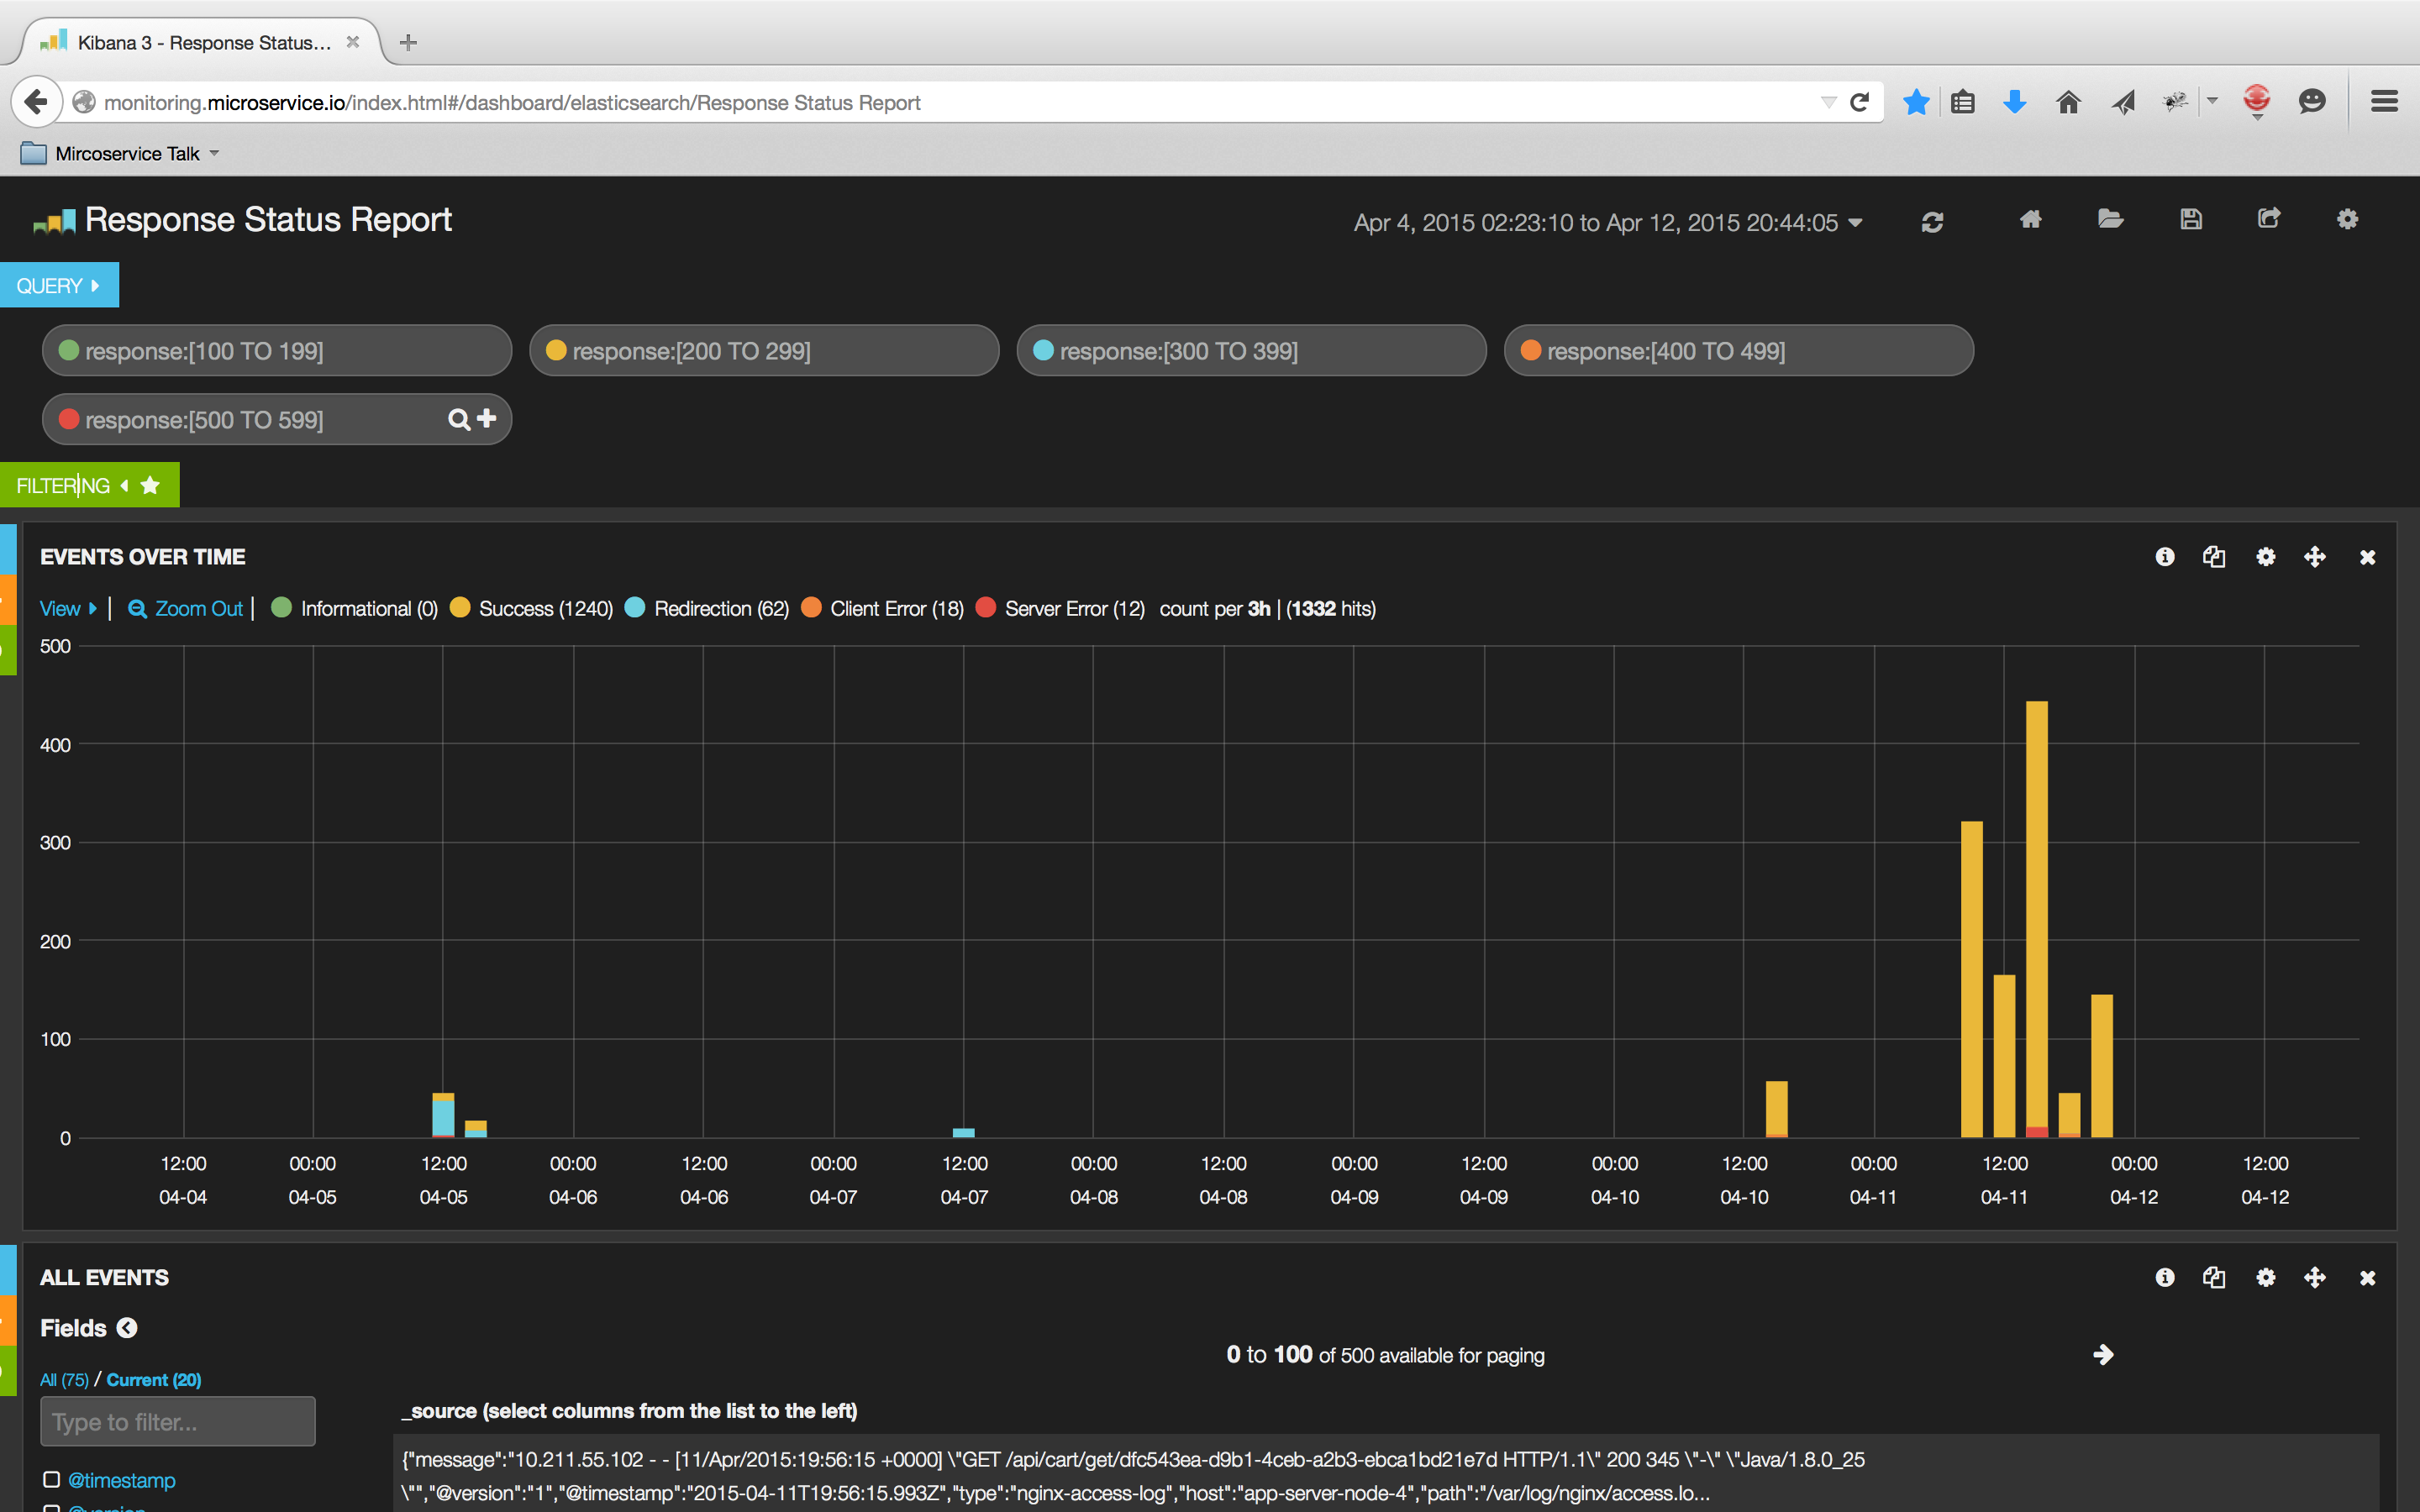 Kibana 3 - Response Status...
monitoring.microservice.io/index.html#/dashboard/elasticsearch/Response Status Report
Mircoservice Talk
Response Status Report
Apr 4, 2015 02:23:10 to Apr 12, 2015 20:44:05
QUERY
response:[100 TO 199] response:[200 TO 299] response:[300 TO 399] response:[400 TO 499]
response:[500 TO 599]
FILTERING
EVENTS OVER TIME
View | Zoom Out | Informational (0) Success (1240) Redirection (62) Client Error (18) Server Error (12) count per 3h | (1332 hits)
500
400
300
200
100
0
12:00 00:00 12:00 00:00 12:00 00:00 12:00 00:00 12:00 00:00 12:00 00:00 12:00 00:00 12:00 00:00 12:00
04-04 04-05 04-05 04-06 04-06 04-07 04-07 04-08 04-08 04-09 04-09 04-10 04-10 04-11 04-11 04-12 04-12
ALL EVENTS
Fields
0 to 100 of 500 available for paging
All (75) / Current (20)
Type to filter...
_source (select columns from the list to the left)
{"message":"10.211.55.102 - - [11/Apr/2015:19:56:15 +0000] \"GET /api/cart/get/dfc543ea-d9b1-4ceb-a2b3-ebca1bd21e7d HTTP/1.1\" 200 345 \"-\" \"Java/1.8.0_25
@timestamp
\"","@version":"1","@timestamp":"2015-04-11T19:56:15.993Z","type":"nginx-access-log","host":"app-server-node-4","path":"/var/log/nginx/access.lo...